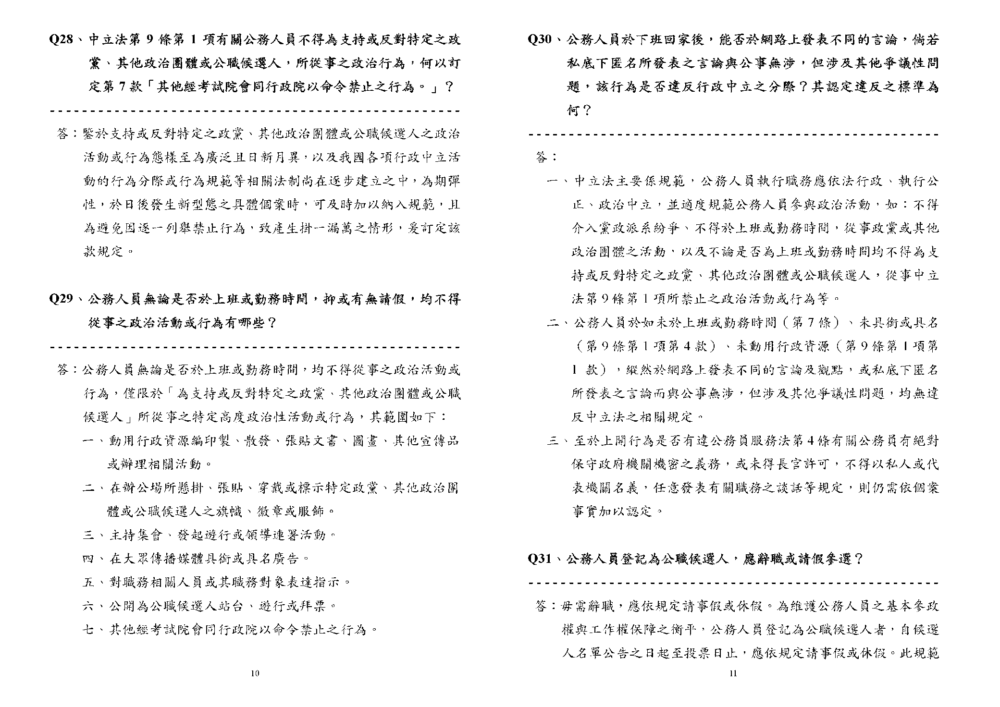 Q28、中立法第 9 條第 1 項有關公務人員不得為支持或反對特定之政
黨、其他政治團體或公職候選人，所從事之政治行為，何以訂
定第 7 款「其他經考試院會同行政院以命令禁止之行為。」？
答：鑒於支持或反對特定之政黨、其他政治團體或公職候選人之政治
活動或行為態樣至為廣泛且日新月異，以及我國各項行政中立活
動的行為分際或行為規範等相關法制尚在逐步建立之中，為期彈
性，於日後發生新型態之具體個案時，可及時加以納入規範，且
為避免因逐一列舉禁止行為，致產生掛一漏萬之情形，爰訂定該
款規定。
Q29、公務人員無論是否於上班或勤務時間，抑或有無請假，均不得
從事之政治活動或行為有哪些？
答：公務人員無論是否於上班或勤務時間，均不得從事之政治活動或
行為，僅限於「為支持或反對特定之政黨、其他政治團體或公職
候選人」所從事之特定高度政治性活動或行為，其範圍如下：
一、動用行政資源編印製、散發、張貼文書、圖畫、其他宣傳品
或辦理相關活動。
二、在辦公場所懸掛、張貼、穿戴或標示特定政黨、其他政治團
體或公職候選人之旗幟、徽章或服飾。
三、主持集會、發起遊行或領導連署活動。
四、在大眾傳播媒體具銜或具名廣告。
五、對職務相關人員或其職務對象表達指示。
六、公開為公職候選人站台、遊行或拜票。
七、其他經考試院會同行政院以命令禁止之行為。
10
Q30、公務人員於下班回家後，能否於網路上發表不同的言論，倘若
私底下匿名所發表之言論與公事無涉，但涉及其他爭議性問
題，該行為是否違反行政中立之分際？其認定違反之標準為
何？
答：
一、中立法主要係規範，公務人員執行職務應依法行政、執行公
正、政治中立，並適度規範公務人員參與政治活動，如：不得
介入黨政派系紛爭、不得於上班或勤務時間，從事政黨或其他
政治團體之活動，以及不論是否為上班或勤務時間均不得為支
持或反對特定之政黨、其他政治團體或公職候選人，從事中立
法第 9 條第 1 項所禁止之政治活動或行為等。
二、公務人員於如未於上班或勤務時間（第 7 條）、未具銜或具名
（第 9 條第 1 項第 4 款）、未動用行政資源（第 9 條第 1 項第
1 款），縱然於網路上發表不同的言論及觀點，或私底下匿名
所發表之言論而與公事無涉，但涉及其他爭議性問題，均無違
反中立法之相關規定。
三、至於上開行為是否有違公務員服務法第 4 條有關公務員有絕對
保守政府機關機密之義務，或未得長官許可，不得以私人或代
表機關名義，任意發表有關職務之談話等規定，則仍需依個案
事實加以認定。
Q31、公務人員登記為公職候選人，應辭職或請假參選？
答：毋需辭職，應依規定請事假或休假。為維護公務人員之基本參政
權與工作權保障之衡平，公務人員登記為公職候選人者，自候選
人名單公告之日起至投票日止，應依規定請事假或休假。此規範
11